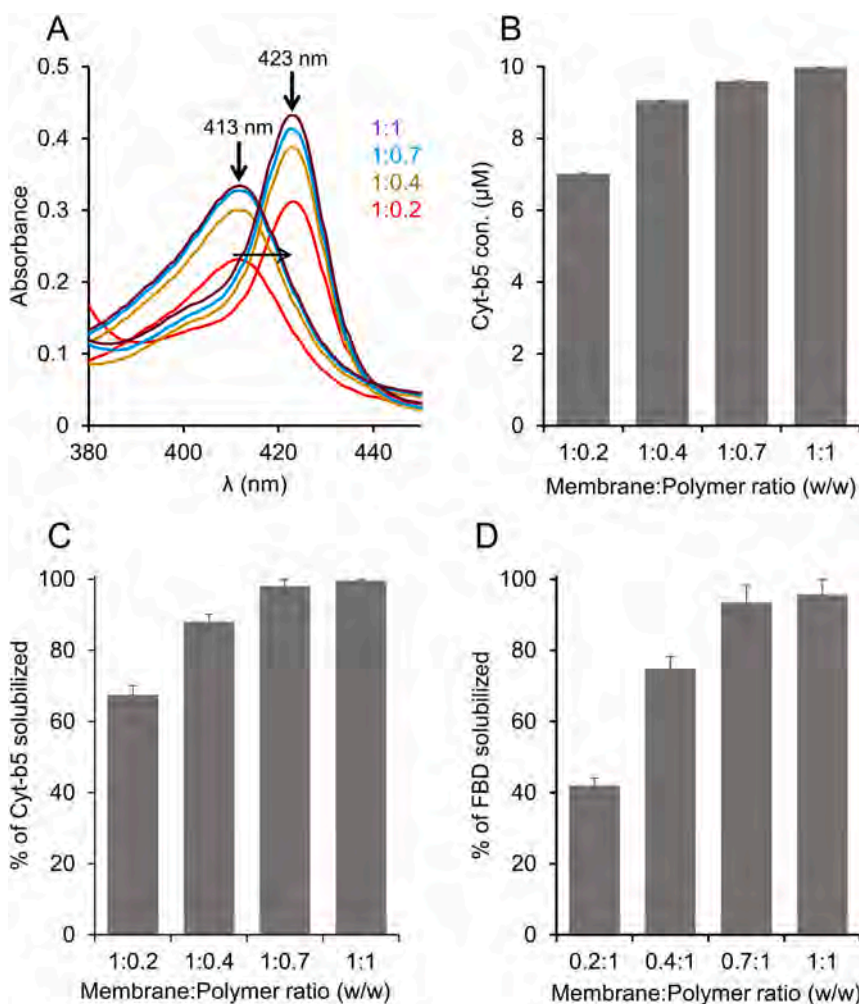 A
423 nm
413 nm
1:1
1:0.7
1:0.4
1:0.2
0.5
0.4
0.3
0.2
0.1
0
Absorbance
380 400 420 440
λ (nm)
B
10
8
6
4
2
0
Cyt-b5 con. (µM)
1:0.2 1:0.4 1:0.7 1:1
Membrane:Polymer ratio (w/w)
C
100
80
60
40
20
0
% of Cyt-b5 solubilized
1:0.2 1:0.4 1:0.7 1:1
Membrane:Polymer ratio (w/w)
D
100
80
60
40
20
0
% of FBD solubilized
0.2:1 0.4:1 0.7:1 1:1
Membrane:Polymer ratio (w/w)